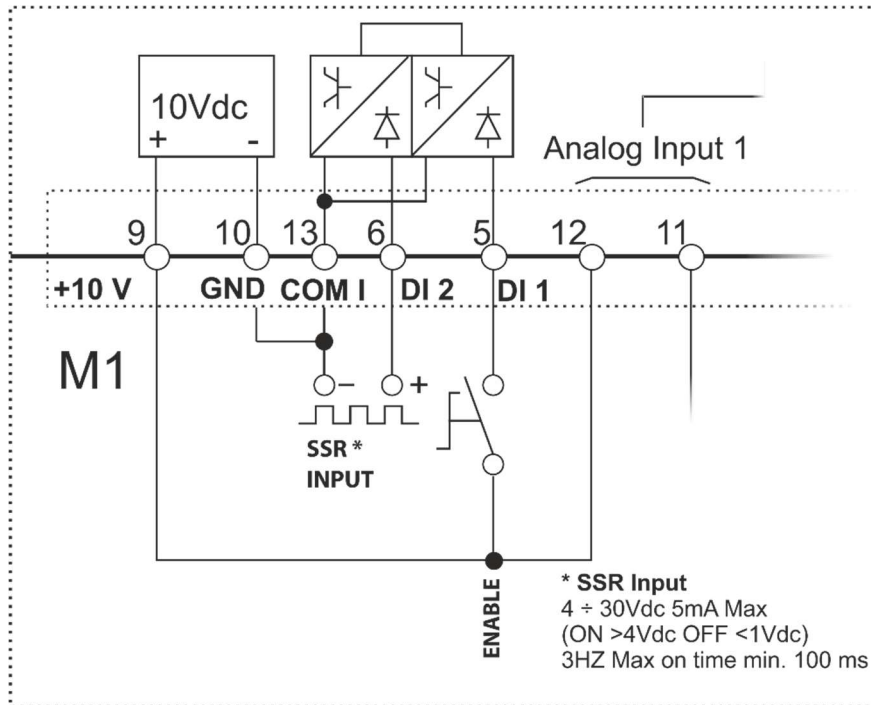 10Vdc
+ -
Analog Input 1
9 10 13 6 5 12 11
+10 V GND COM I DI 2 DI 1
M1
- +
SSR *
INPUT
ENABLE
* SSR Input
4 ÷ 30Vdc 5mA Max
(ON >4Vdc OFF <1Vdc)
3HZ Max on time min. 100 ms